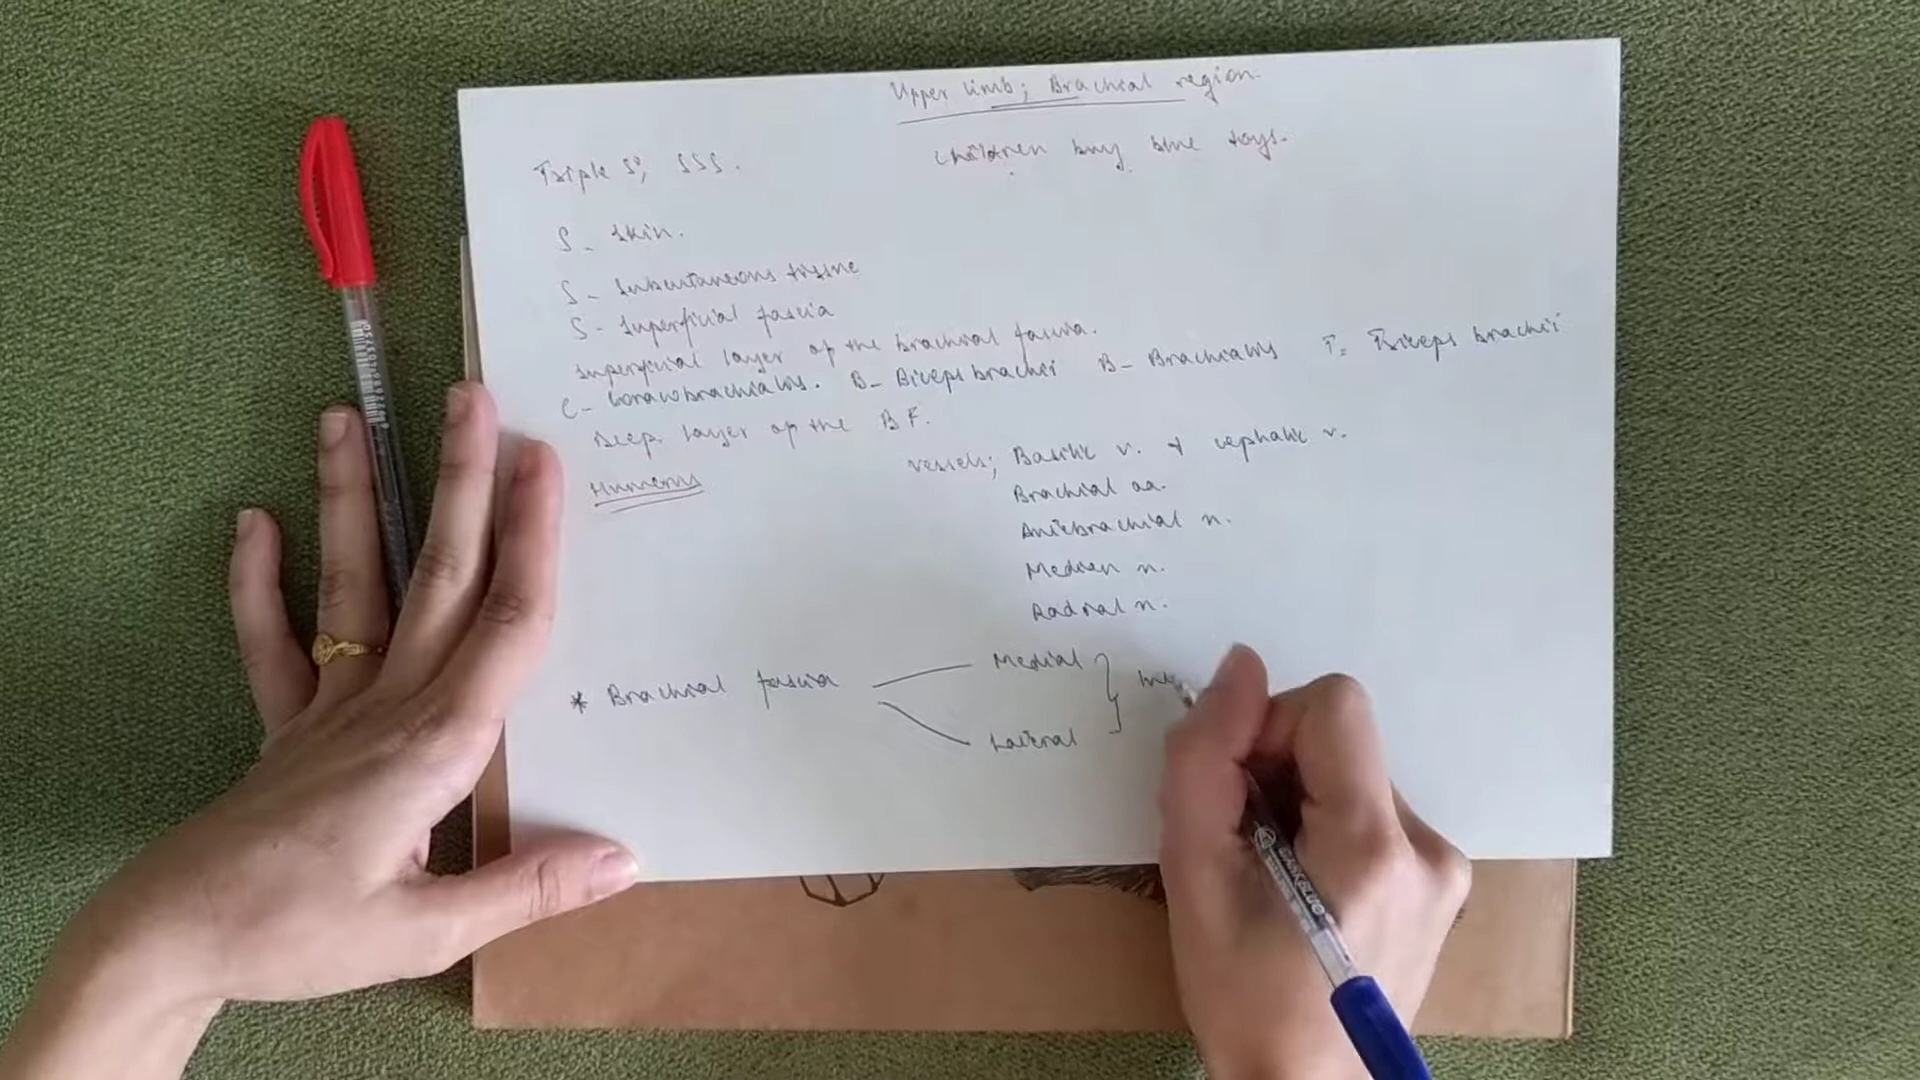 Upper limb; Brachial region.
Triple S; SSS.
children buy blue toys.
S - skin.
S - Subcutaneous tissue
S - Superficial fascia
Superficial layer of the brachial fascia.
C - Coracobrachialis. B - Biceps brachii B - Brachialis T - Triceps brachii
Deep layer of the BF.
Humerus
vessels; Basilic v. + cephalic v.
Brachial aa.
Antebrachial n.
Median n.
Radial n.
* Brachial fascia
Medial
Lateral